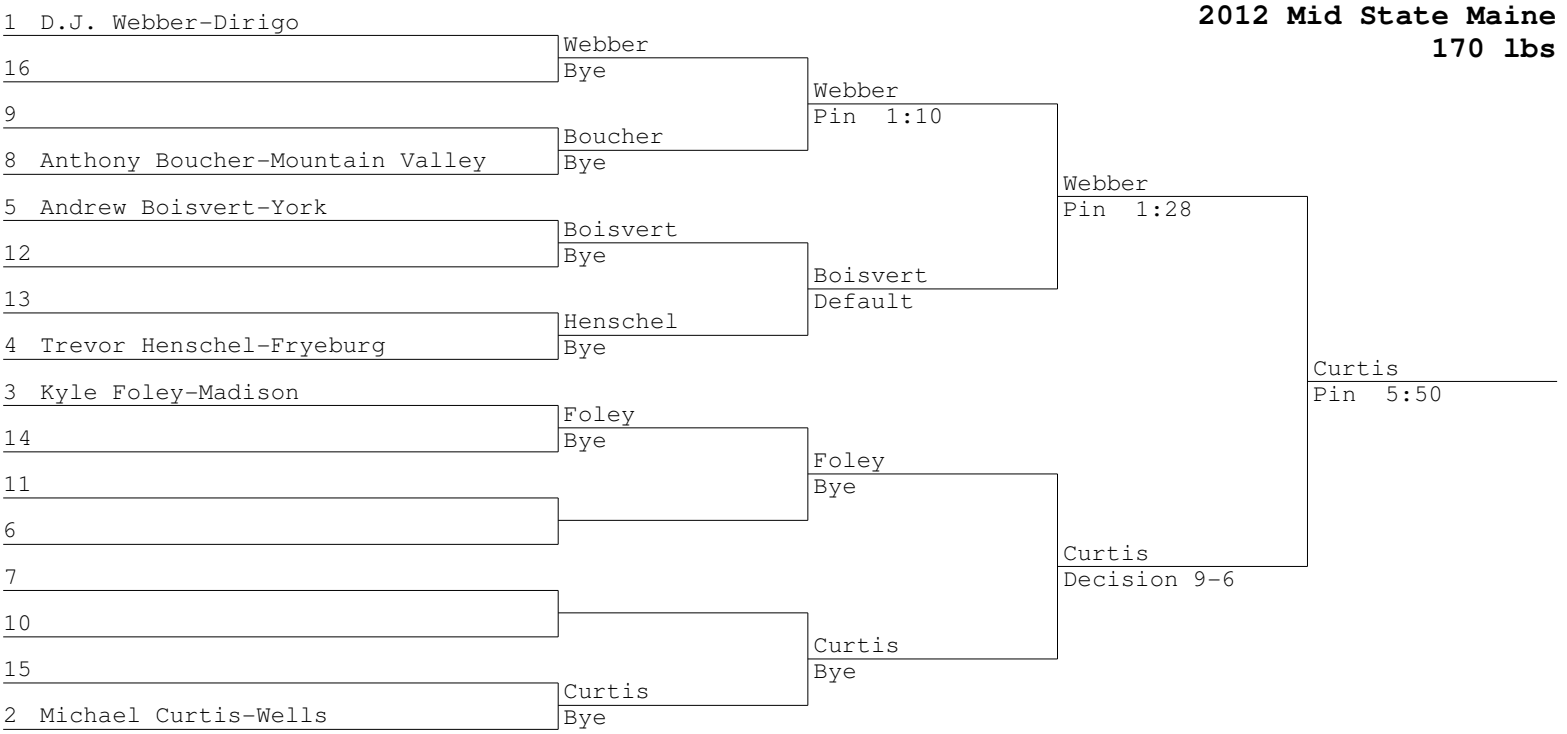 2012 Mid State Maine
170 lbs
1 D.J. Webber-Dirigo
16
9
8 Anthony Boucher-Mountain Valley
5 Andrew Boisvert-York
12
13
4 Trevor Henschel-Fryeburg
3 Kyle Foley-Madison
14
11
6
7
10
15
2 Michael Curtis-Wells
Webber
Bye
Boucher
Bye
Boisvert
Bye
Henschel
Bye
Foley
Bye
Curtis
Bye
Webber
Pin 1:10
Boisvert
Default
Foley
Bye
Curtis
Bye
Webber
Pin 1:28
Curtis
Decision 9-6
Curtis
Pin 5:50